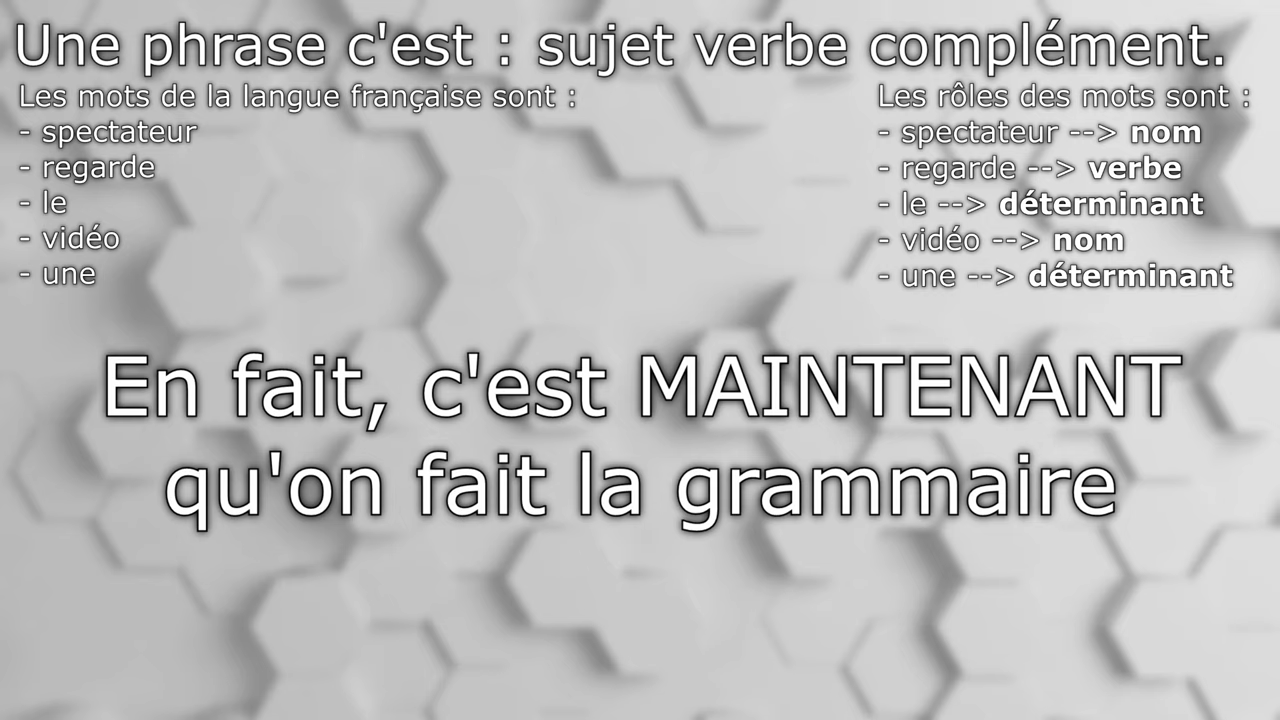 Une phrase c'est : sujet verbe complément.
Les mots de la langue française sont :
- spectateur
- regarde
- le
- vidéo
- une
Les rôles des mots sont :
- spectateur --> nom
- regarde --> verbe
- le --> déterminant
- vidéo --> nom
- une --> déterminant
En fait, c'est MAINTENANT
qu'on fait la grammaire